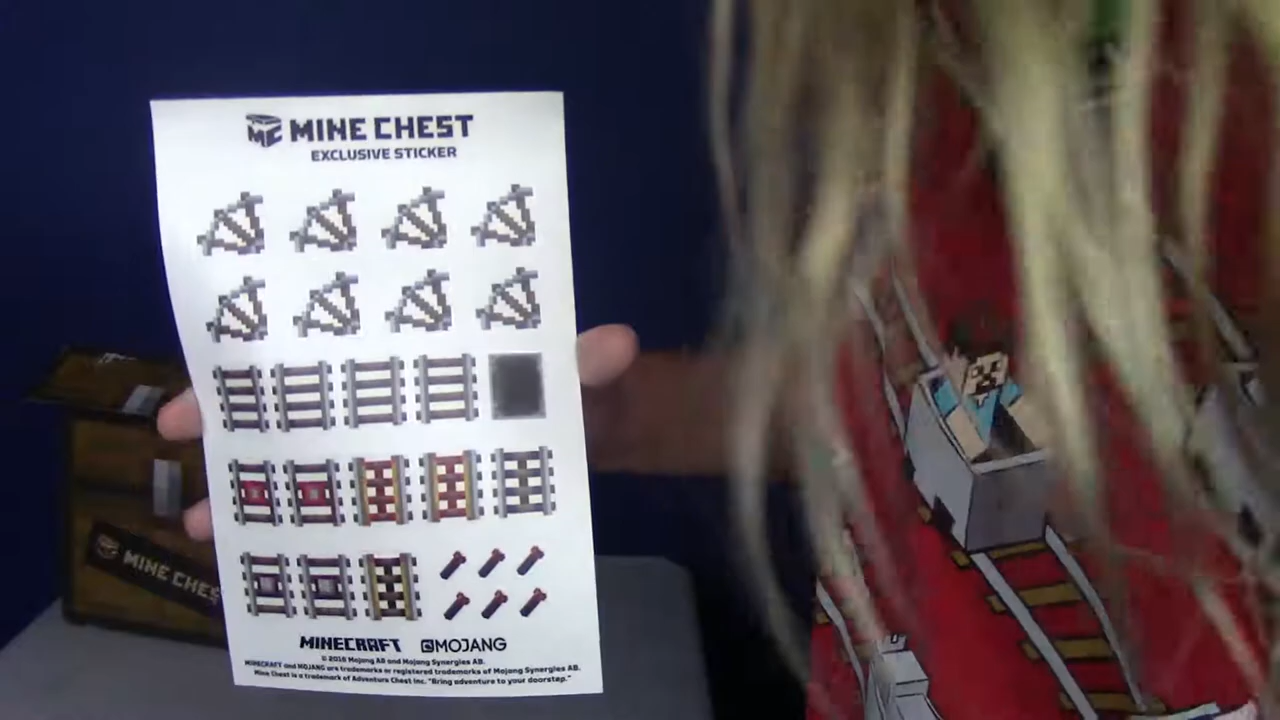 MC MINE CHEST
EXCLUSIVE STICKER
MINECRAFT MOJANG
© 2016 Mojang AB and Mojang Synergies AB.
MINECRAFT and MOJANG are trademarks or registered trademarks of Mojang Synergies AB.
Mine Chest is a trademark of Adventure Chest Inc. "Bring adventure to your doorstep."
MINE CHES